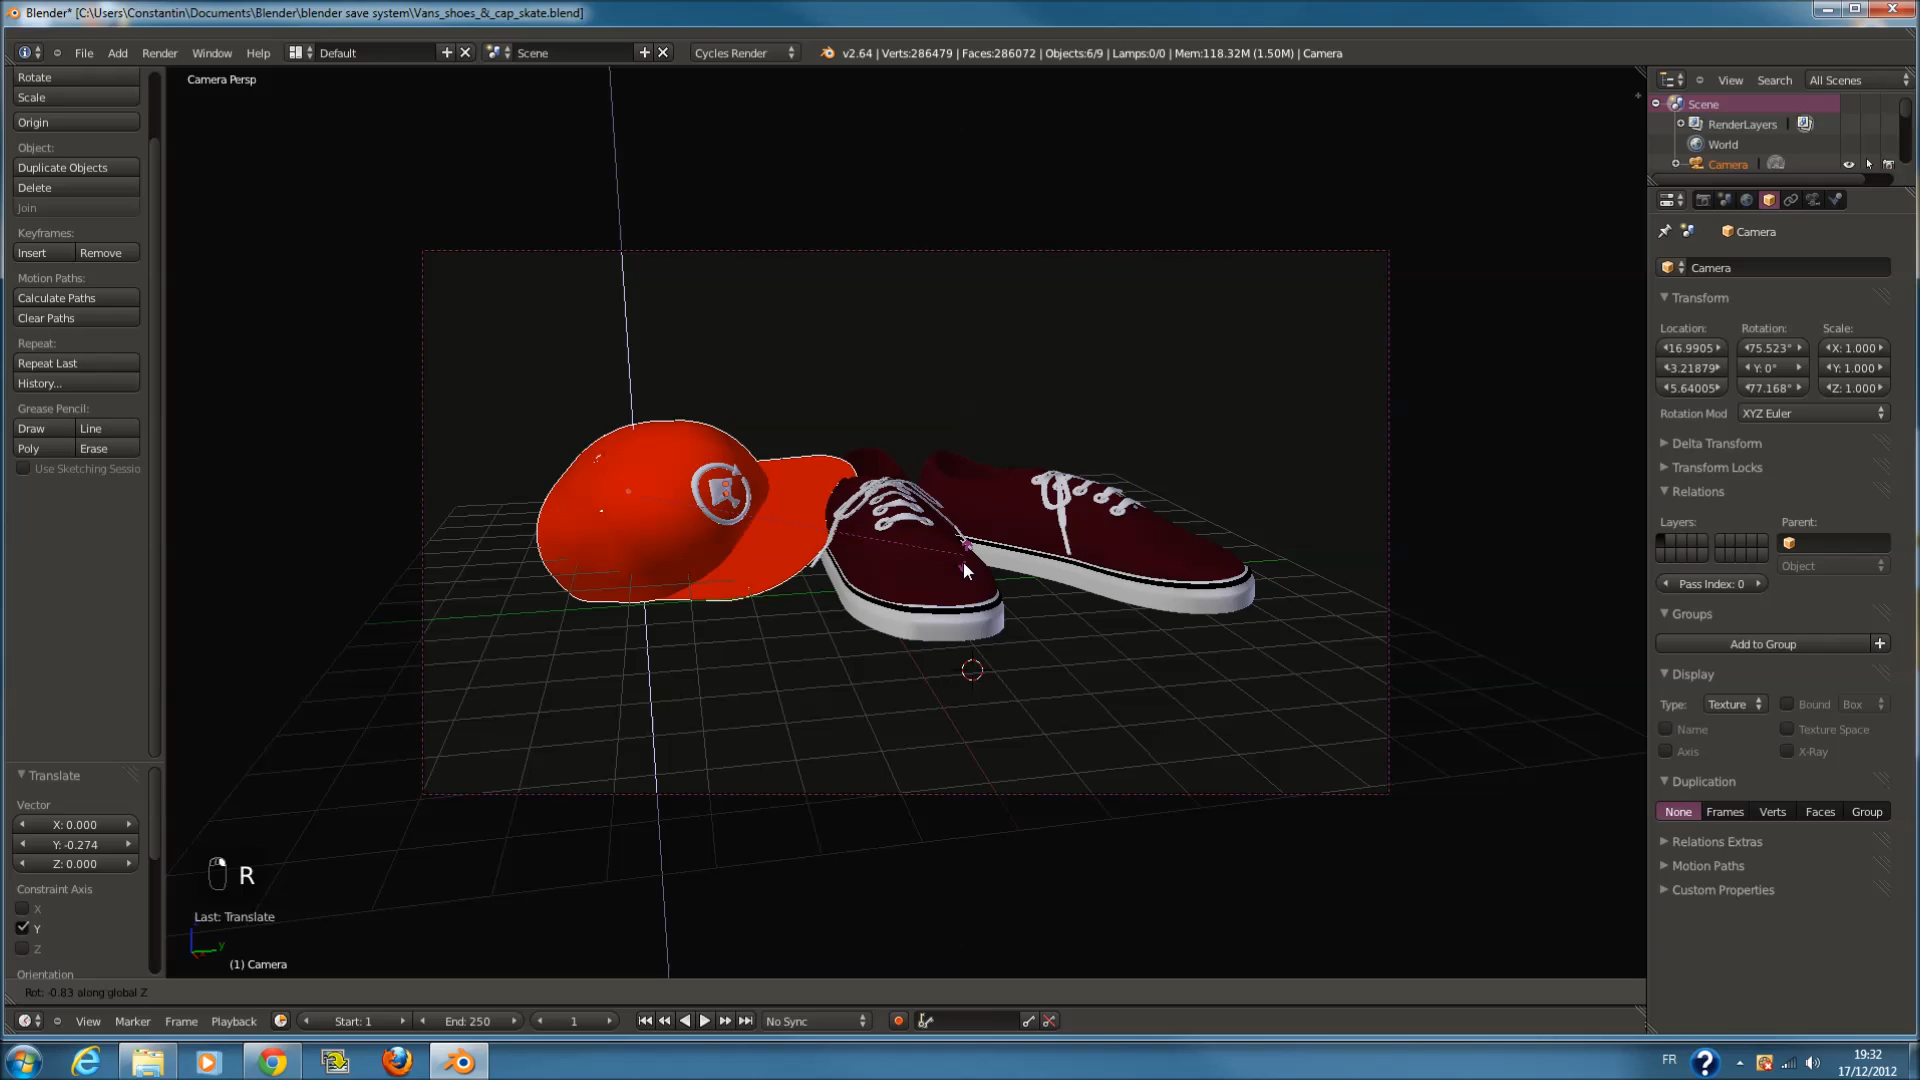 Blender* [C:\Users\Constantin\Documents\Blender\blender save system\Vans_shoes_&_cap_skate.blend]
File Add Render Window Help Default Scene Cycles Render v2.64 | Verts:286479 | Faces:286072 | Objects:6/9 | Lamps:0/0 | Mem:118.32M (1.50M) | Camera
Rotate
Scale
Origin
Object:
Duplicate Objects
Delete
Join
Keyframes:
Insert Remove
Motion Paths:
Calculate Paths
Clear Paths
Repeat:
Repeat Last
History...
Grease Pencil:
Draw Line
Poly Erase
Use Sketching Sessio
Translate
Vector
X: 0.000
Y: -0.274
Z: 0.000
Constraint Axis
X
Y
Z
Orientation
Camera Persp
R
Last: Translate
y
(1) Camera
Rot: -0.83 along global Z
View Search All Scenes
Scene
RenderLayers
World
Camera
Camera
Camera
Transform
Location: Rotation: Scale:
16.9905 75.523° X: 1.000
3.21879 Y: 0° Y: 1.000
5.64005 77.168° Z: 1.000
Rotation Mod XYZ Euler
Delta Transform
Transform Locks
Relations
Layers: Parent:
Object
Pass Index: 0
Groups
Add to Group
Display
Type: Texture Bound Box
Name Texture Space
Axis X-Ray
Duplication
None Frames Verts Faces Group
Relations Extras
Motion Paths
Custom Properties
View Marker Frame Playback Start: 1 End: 250 1 No Sync
FR 19:32
17/12/2012